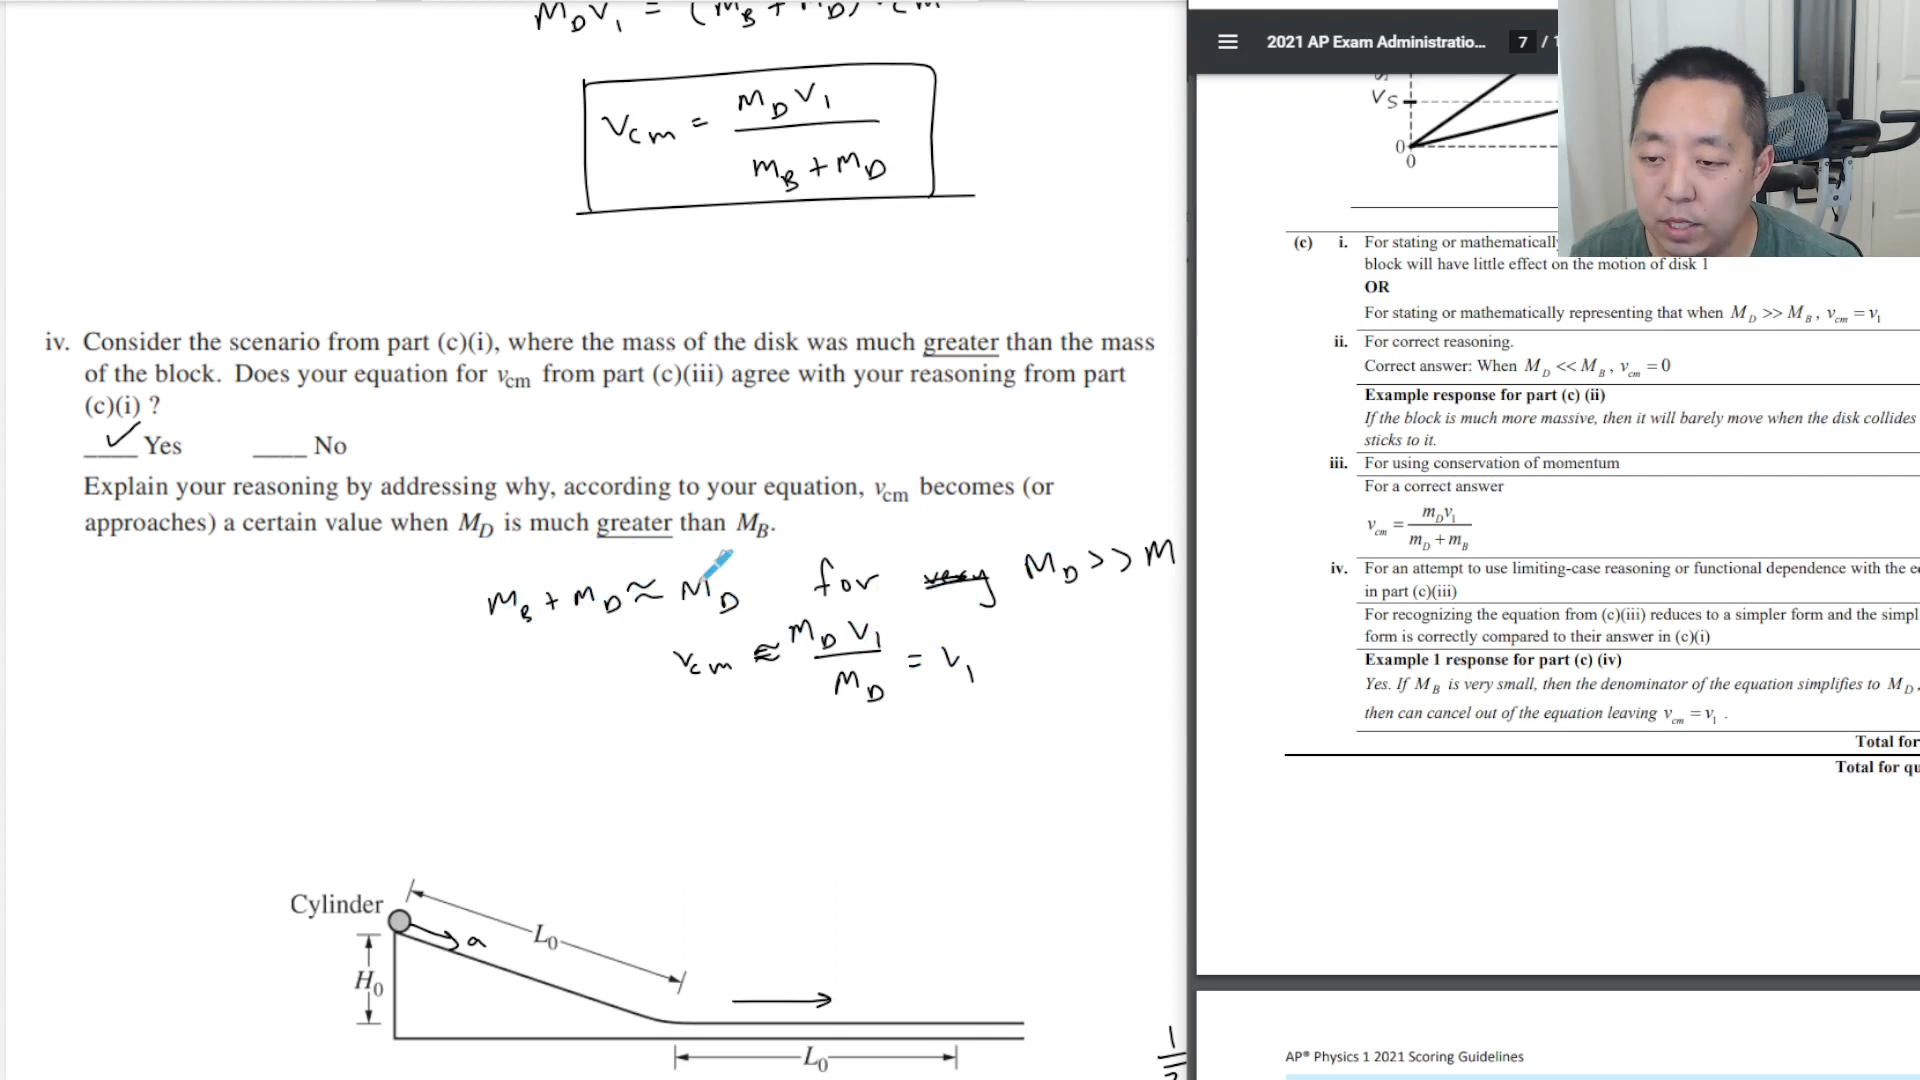 M_D V_1 = (M_B + M_D) V_cm
V_cm = M_D V_1 / M_B + M_D
iv. Consider the scenario from part (c)(i), where the mass of the disk was much greater than the mass
of the block. Does your equation for v_cm from part (c)(iii) agree with your reasoning from part
(c)(i) ?
✓ Yes ____ No
Explain your reasoning by addressing why, according to your equation, v_cm becomes (or
approaches) a certain value when M_D is much greater than M_B.
M_B + M_D ≈ M_D for very M_D >> M
V_cm ≈ M_D V_1 / M_D = V_1
Cylinder
a
L_0
H_0
L_0
2021 AP Exam Administratio... 7 / 1
V_S
0
0
(c) i. For stating or mathematicall
block will have little effect on the motion of disk 1
OR
For stating or mathematically representing that when M_D >> M_B, v_cm = v_1
ii. For correct reasoning.
Correct answer: When M_D << M_B, v_cm = 0
Example response for part (c) (ii)
If the block is much more massive, then it will barely move when the disk collides
sticks to it.
iii. For using conservation of momentum
For a correct answer
v_cm = m_D v_1 / m_D + m_B
iv. For an attempt to use limiting-case reasoning or functional dependence with the e
in part (c)(iii)
For recognizing the equation from (c)(iii) reduces to a simpler form and the simpl
form is correctly compared to their answer in (c)(i)
Example 1 response for part (c) (iv)
Yes. If M_B is very small, then the denominator of the equation simplifies to M_D,
then can cancel out of the equation leaving v_cm = v_1 .
Total for
Total for qu
AP® Physics 1 2021 Scoring Guidelines